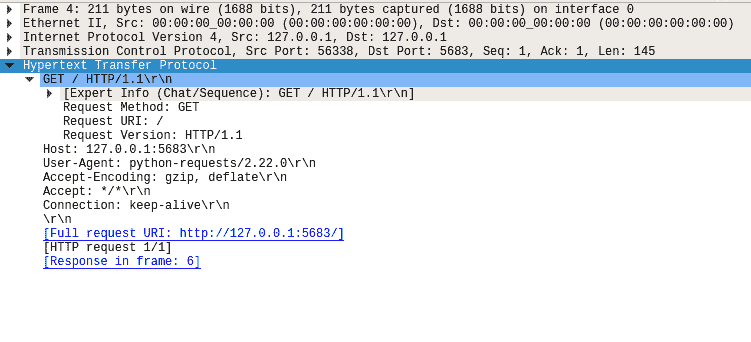 Frame 4: 211 bytes on wire (1688 bits), 211 bytes captured (1688 bits) on interface 0
Ethernet II, Src: 00:00:00_00:00:00 (00:00:00:00:00:00), Dst: 00:00:00_00:00:00 (00:00:00:00:00:00)
Internet Protocol Version 4, Src: 127.0.0.1, Dst: 127.0.0.1
Transmission Control Protocol, Src Port: 56338, Dst Port: 5683, Seq: 1, Ack: 1, Len: 145
Hypertext Transfer Protocol
GET / HTTP/1.1\r\n
[Expert Info (Chat/Sequence): GET / HTTP/1.1\r\n]
Request Method: GET
Request URI: /
Request Version: HTTP/1.1
Host: 127.0.0.1:5683\r\n
User-Agent: python-requests/2.22.0\r\n
Accept-Encoding: gzip, deflate\r\n
Accept: */*\r\n
Connection: keep-alive\r\n
\r\n
[Full request URI: http://127.0.0.1:5683/]
[HTTP request 1/1]
[Response in frame: 6]